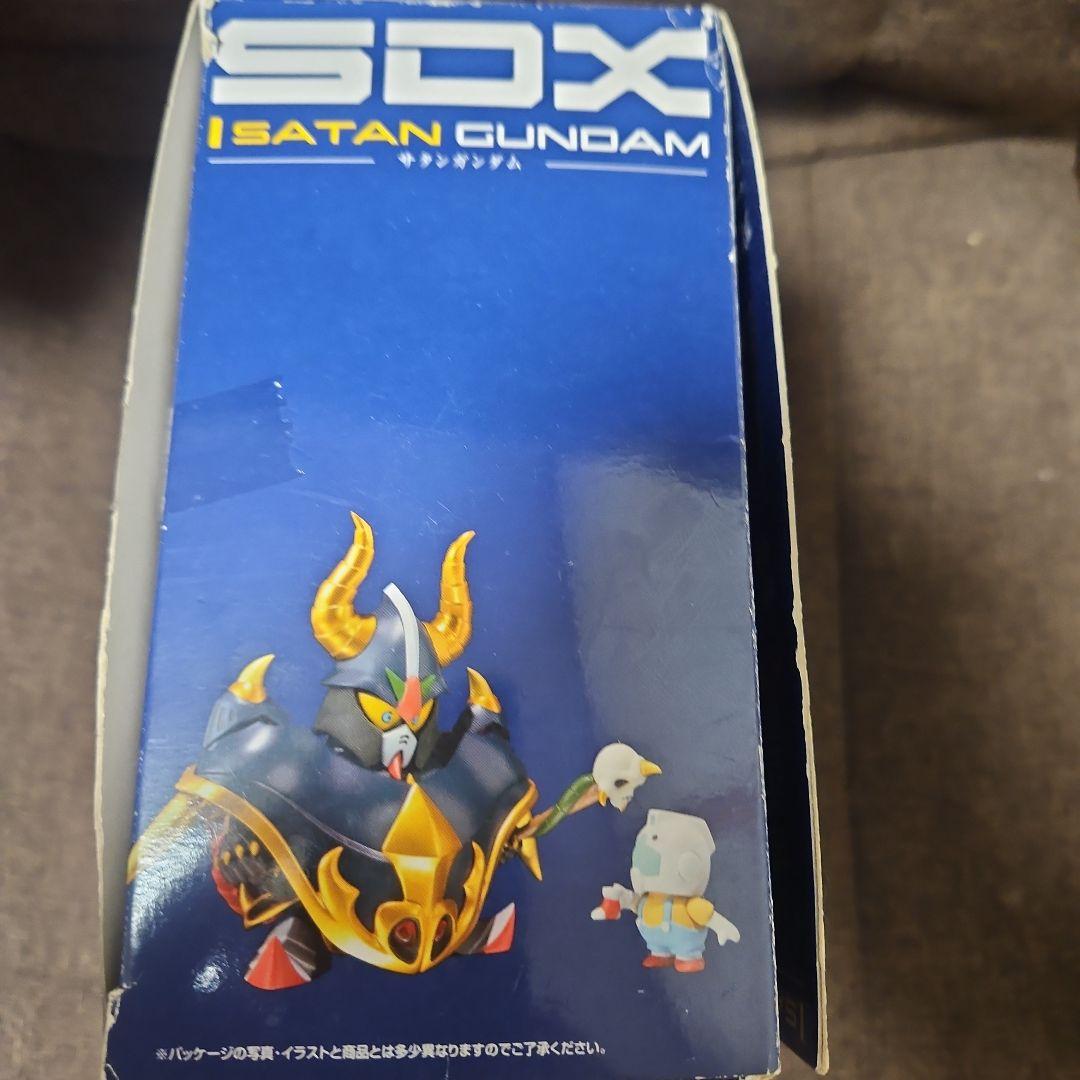 SDX
SATAN GUNDAM
サタンガンダム
※パッケージの写真・イラストと商品とは多少異なりますのでご了承ください。